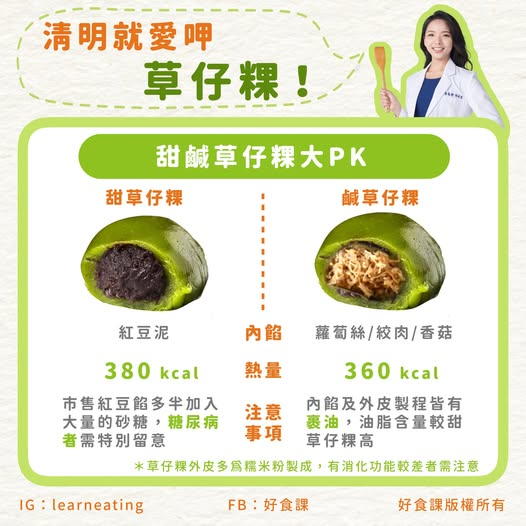 清明就愛呷
草仔粿！
甜鹹草仔粿大PK
甜草仔粿
鹹草仔粿
紅豆泥
內餡
蘿蔔絲/絞肉/香菇
380 kcal
熱量
360 kcal
市售紅豆餡多半加入
大量的砂糖，糖尿病
者需特別留意
注意
事項
內餡及外皮製程皆有
裹油，油脂含量較甜
草仔粿高
＊草仔粿外皮多為糯米粉製成，有消化功能較差者需注意
IG：learneating
FB：好食課
好食課版權所有